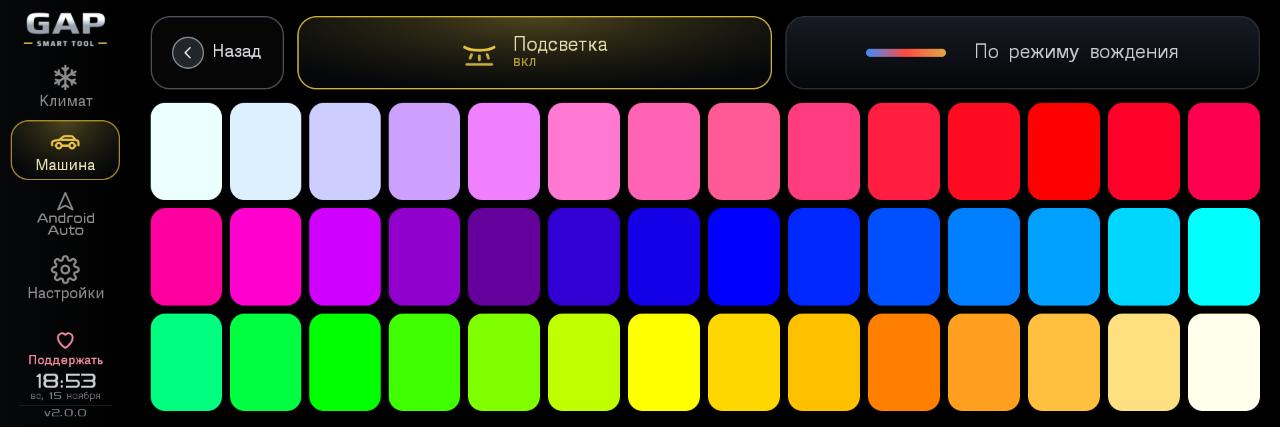 GAP
SMART TOOL
Климат
Машина
Android
Auto
Настройки
Поддержать
18:53
вс, 15 ноября
v2.0.0
Назад
Подсветка
вкл
По режиму вождения